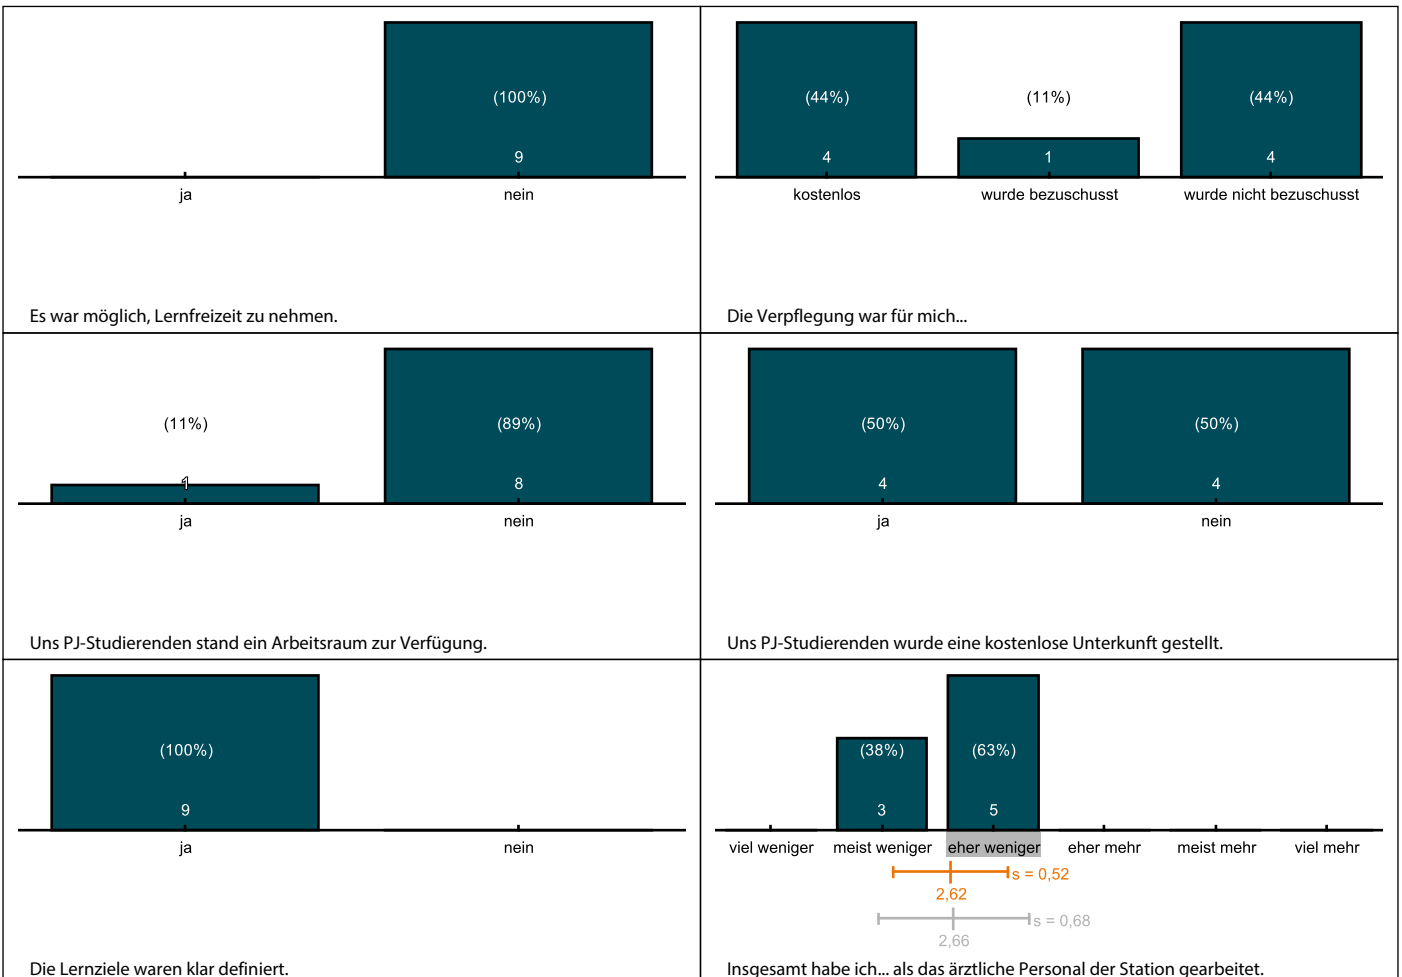 (100%)
9
ja
nein
Es war möglich, Lernfreizeit zu nehmen.
(44%)
(11%)
(44%)
4
1
4
kostenlos
wurde bezuschusst
wurde nicht bezuschusst
Die Verpflegung war für mich...
(11%)
(89%)
1
8
ja
nein
Uns PJ-Studierenden stand ein Arbeitsraum zur Verfügung.
(50%)
(50%)
4
4
ja
nein
Uns PJ-Studierenden wurde eine kostenlose Unterkunft gestellt.
(100%)
9
ja
nein
Die Lernziele waren klar definiert.
(38%)
(63%)
3
5
viel weniger
meist weniger
eher weniger
eher mehr
meist mehr
viel mehr
s = 0,52
2,62
s = 0,68
2,66
Insgesamt habe ich... als das ärztliche Personal der Station gearbeitet.